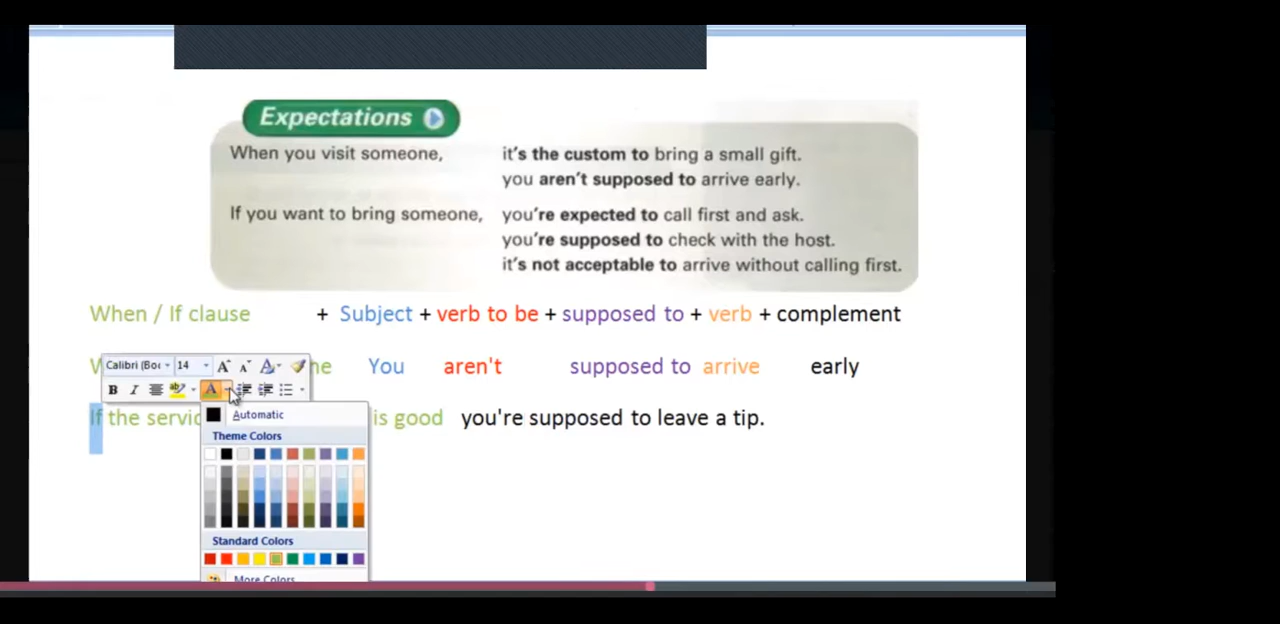 Expectations
When you visit someone, it's the custom to bring a small gift.
you aren't supposed to arrive early.
If you want to bring someone, you're expected to call first and ask.
you're supposed to check with the host.
it's not acceptable to arrive without calling first.
When / If clause + Subject + verb to be + supposed to + verb + complement
You aren't supposed to arrive early
Calibri (Bo 14
If the is good you're supposed to leave a tip.
Automatic
Theme Colors
Standard Colors
More Colors